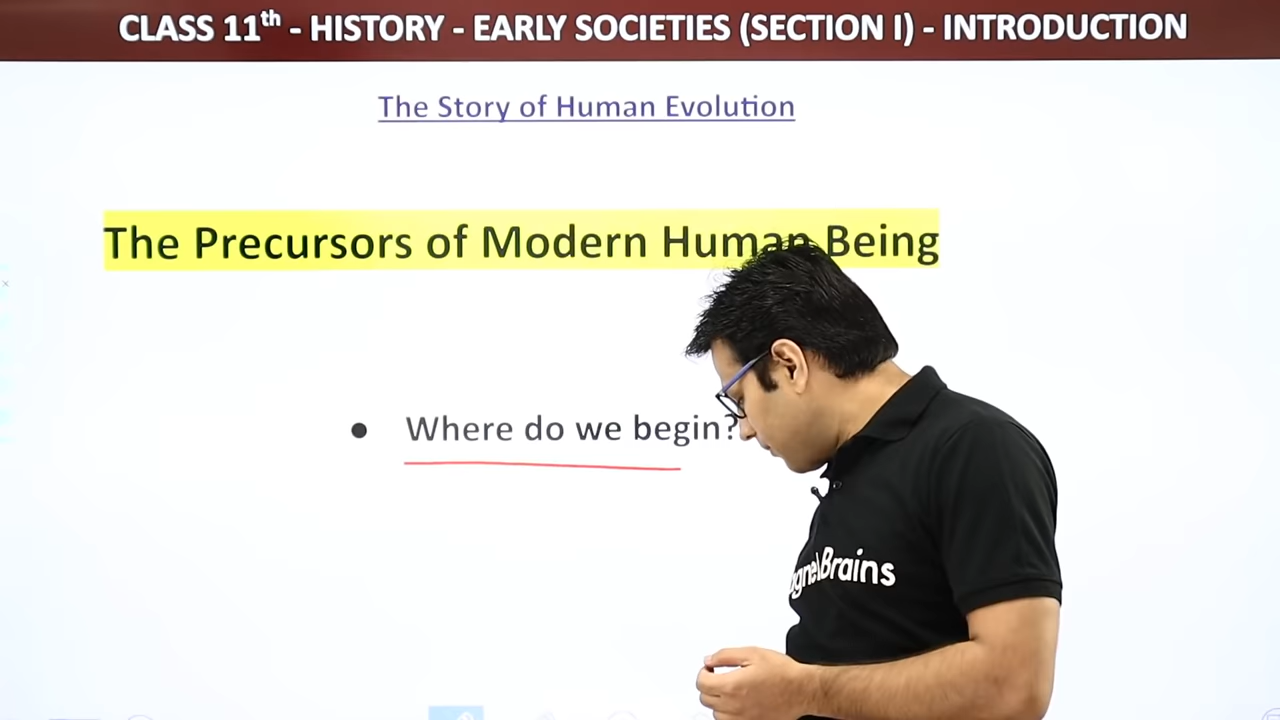 CLASS 11th - HISTORY - EARLY SOCIETIES (SECTION I) - INTRODUCTION
The Story of Human Evolution
The Precursors of Modern Human Being
● Where do we begin?
Brains